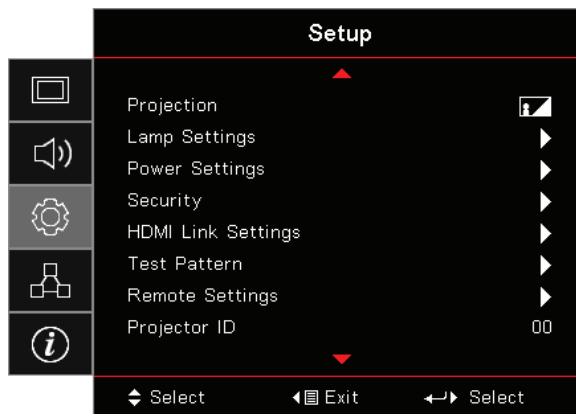 Setup
Projection
Lamp Settings
Power Settings
Security
HDMI Link Settings
Test Pattern
Remote Settings
Projector ID 00
Select Exit Select